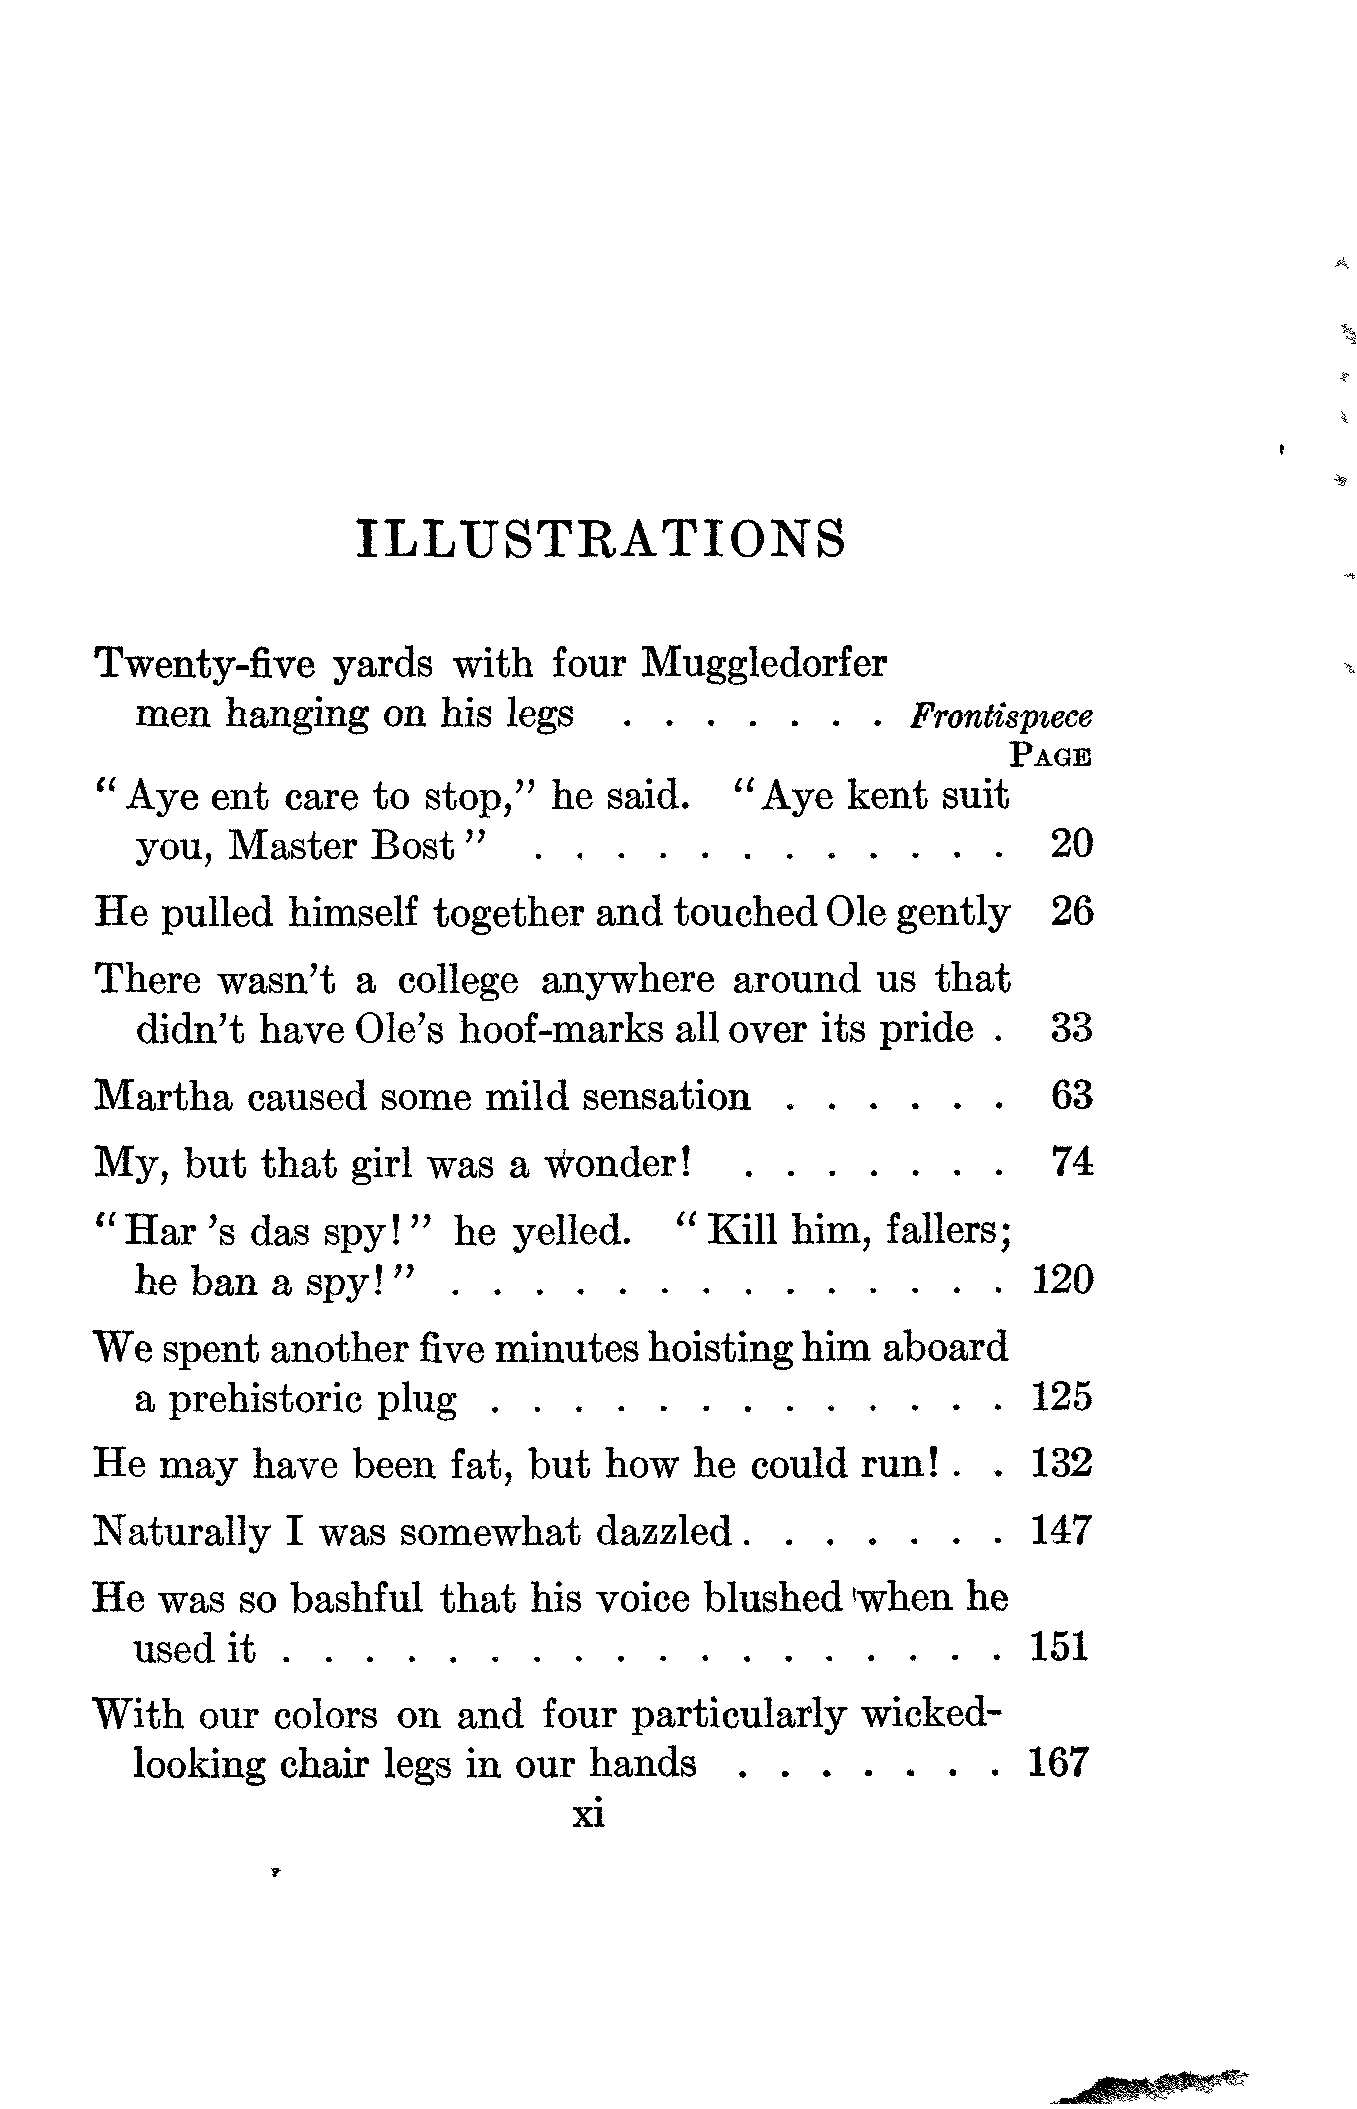 ILLUSTRATIONS
Twenty-five yards with four Muggledorfer
men hanging on his legs . . . . . . . Frontispiece
PAGE
“Aye ent care to stop,” he said. “Aye kent suit
you, Master Bost” . . . . . . . . . . . . 20
He pulled himself together and touched Ole gently 26
There wasn’t a college anywhere around us that
didn’t have Ole’s hoof-marks all over its pride . 33
Martha caused some mild sensation . . . . . . 63
My, but that girl was a wonder! . . . . . . . 74
“Har ’s das spy!” he yelled. “Kill him, fallers;
he ban a spy!” . . . . . . . . . . . . . . 120
We spent another five minutes hoisting him aboard
a prehistoric plug . . . . . . . . . . . . . 125
He may have been fat, but how he could run! . . 132
Naturally I was somewhat dazzled . . . . . . . 147
He was so bashful that his voice blushed when he
used it . . . . . . . . . . . . . . . . . . 151
With our colors on and four particularly wicked-
looking chair legs in our hands . . . . . . . 167
xi